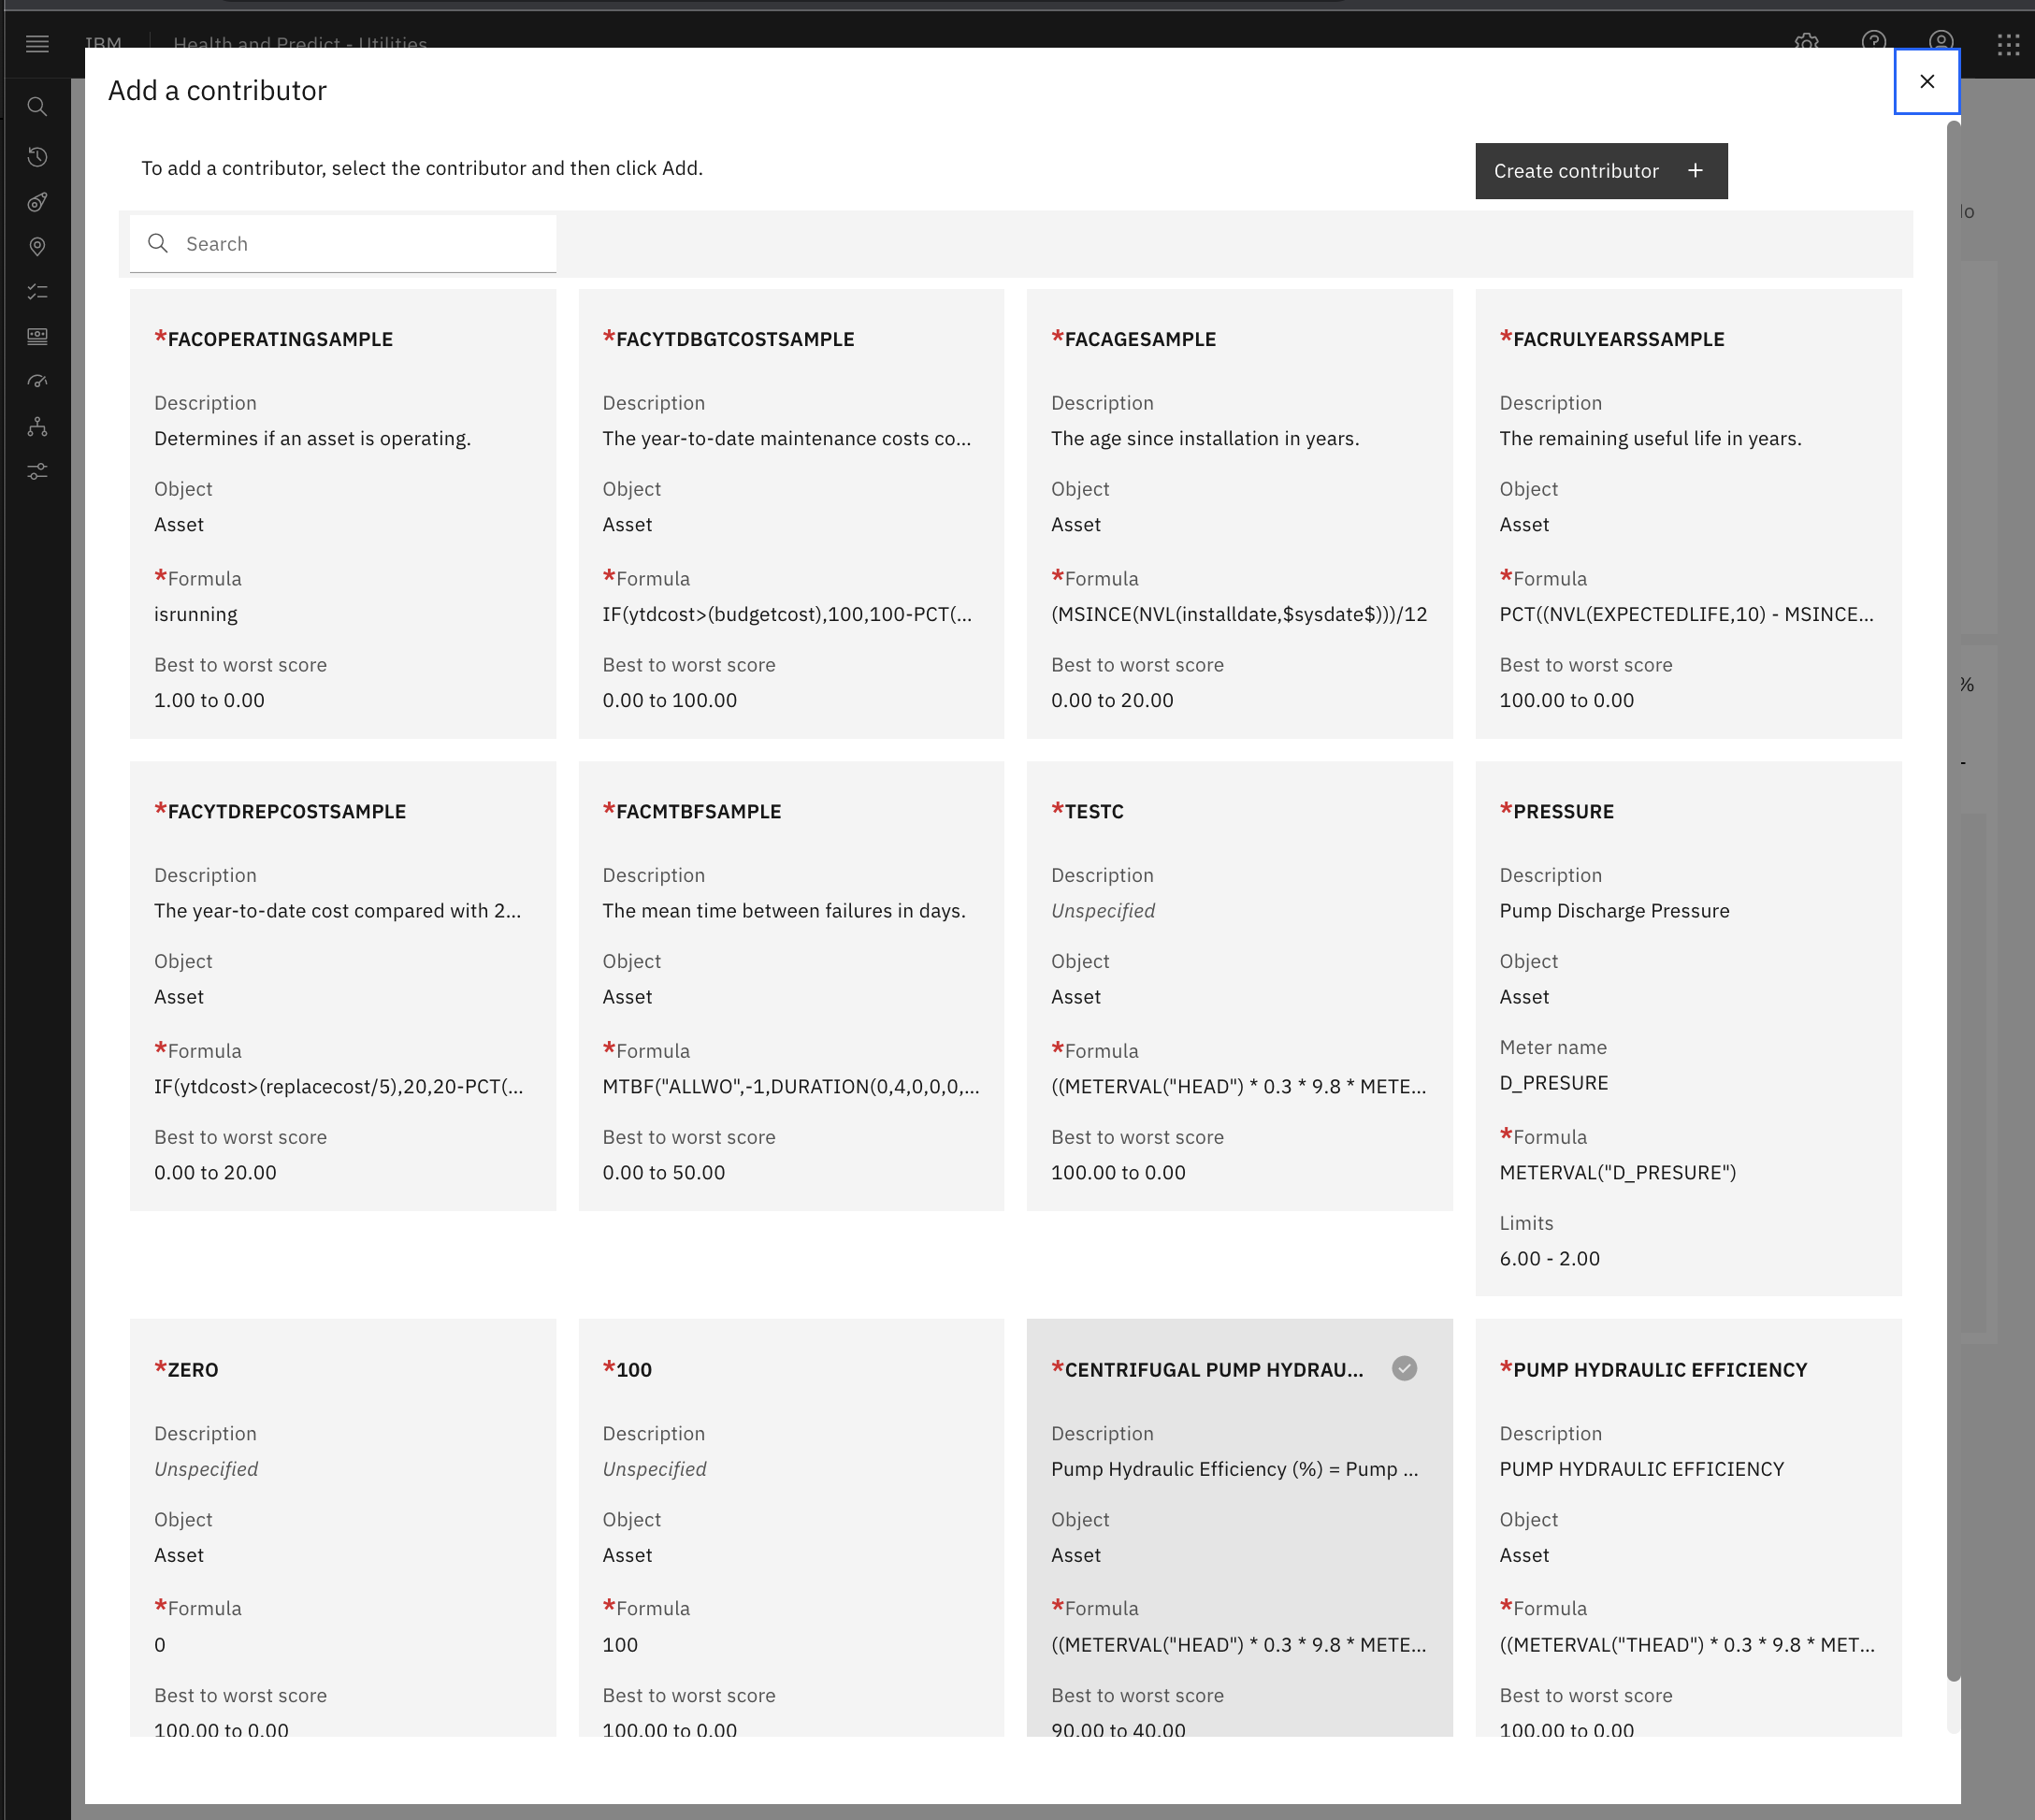 IBM
Health and Predict - Utilities
Add a contributor
To add a contributor, select the contributor and then click Add.
Create contributor +
Search
*FACOPERATINGSAMPLE
Description
Determines if an asset is operating.
Object
Asset
*Formula
isrunning
Best to worst score
1.00 to 0.00
*FACYTDBGTCOSTSAMPLE
Description
The year-to-date maintenance costs co...
Object
Asset
*Formula
IF(ytdcost>(budgetcost),100,100-PCT(...
Best to worst score
0.00 to 100.00
*FACAGESAMPLE
Description
The age since installation in years.
Object
Asset
*Formula
(MSINCE(NVL(installdate,$sysdate$)))/12
Best to worst score
0.00 to 20.00
*FACRULYEARSSAMPLE
Description
The remaining useful life in years.
Object
Asset
*Formula
PCT((NVL(EXPECTEDLIFE,10) - MSINCE...
Best to worst score
100.00 to 0.00
*FACYTDREPCOSTSAMPLE
Description
The year-to-date cost compared with 2...
Object
Asset
*Formula
IF(ytdcost>(replacecost/5),20,20-PCT(...
Best to worst score
0.00 to 20.00
*FACMTBFSAMPLE
Description
The mean time between failures in days.
Object
Asset
*Formula
MTBF("ALLWO",-1,DURATION(0,4,0,0,0,...
Best to worst score
0.00 to 50.00
*TESTC
Description
Unspecified
Object
Asset
*Formula
((METERVAL("HEAD") * 0.3 * 9.8 * METE...
Best to worst score
100.00 to 0.00
*PRESSURE
Description
Pump Discharge Pressure
Object
Asset
Meter name
D_PRESURE
*Formula
METERVAL("D_PRESURE")
Limits
6.00 - 2.00
*ZERO
Description
Unspecified
Object
Asset
*Formula
0
Best to worst score
100.00 to 0.00
*100
Description
Unspecified
Object
Asset
*Formula
100
Best to worst score
100.00 to 0.00
*CENTRIFUGAL PUMP HYDRAU...
Description
Pump Hydraulic Efficiency (%) = Pump ...
Object
Asset
*Formula
((METERVAL("HEAD") * 0.3 * 9.8 * METE...
Best to worst score
90.00 to 40.00
*PUMP HYDRAULIC EFFICIENCY
Description
PUMP HYDRAULIC EFFICIENCY
Object
Asset
*Formula
((METERVAL("THEAD") * 0.3 * 9.8 * MET...
Best to worst score
100.00 to 0.00